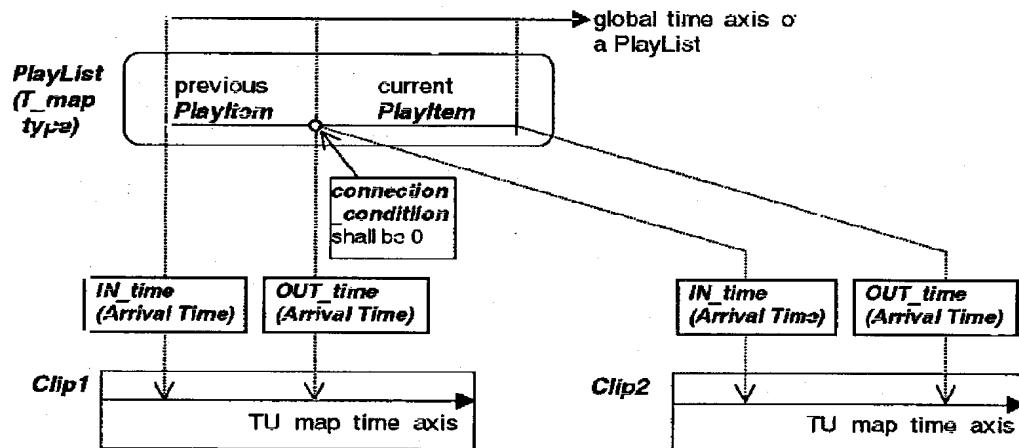 global time axis o
a PlayList
PlayList
(T_map
type)
previous
PlayItem
current
PlayItem
connection
_condition
shall be 0
IN_time
(Arrival Time)
OUT_time
(Arrival Time)
IN_time
(Arrival Time)
OUT_time
(Arrival Time)
Clip1
TU map time axis
Clip2
TU map time axis